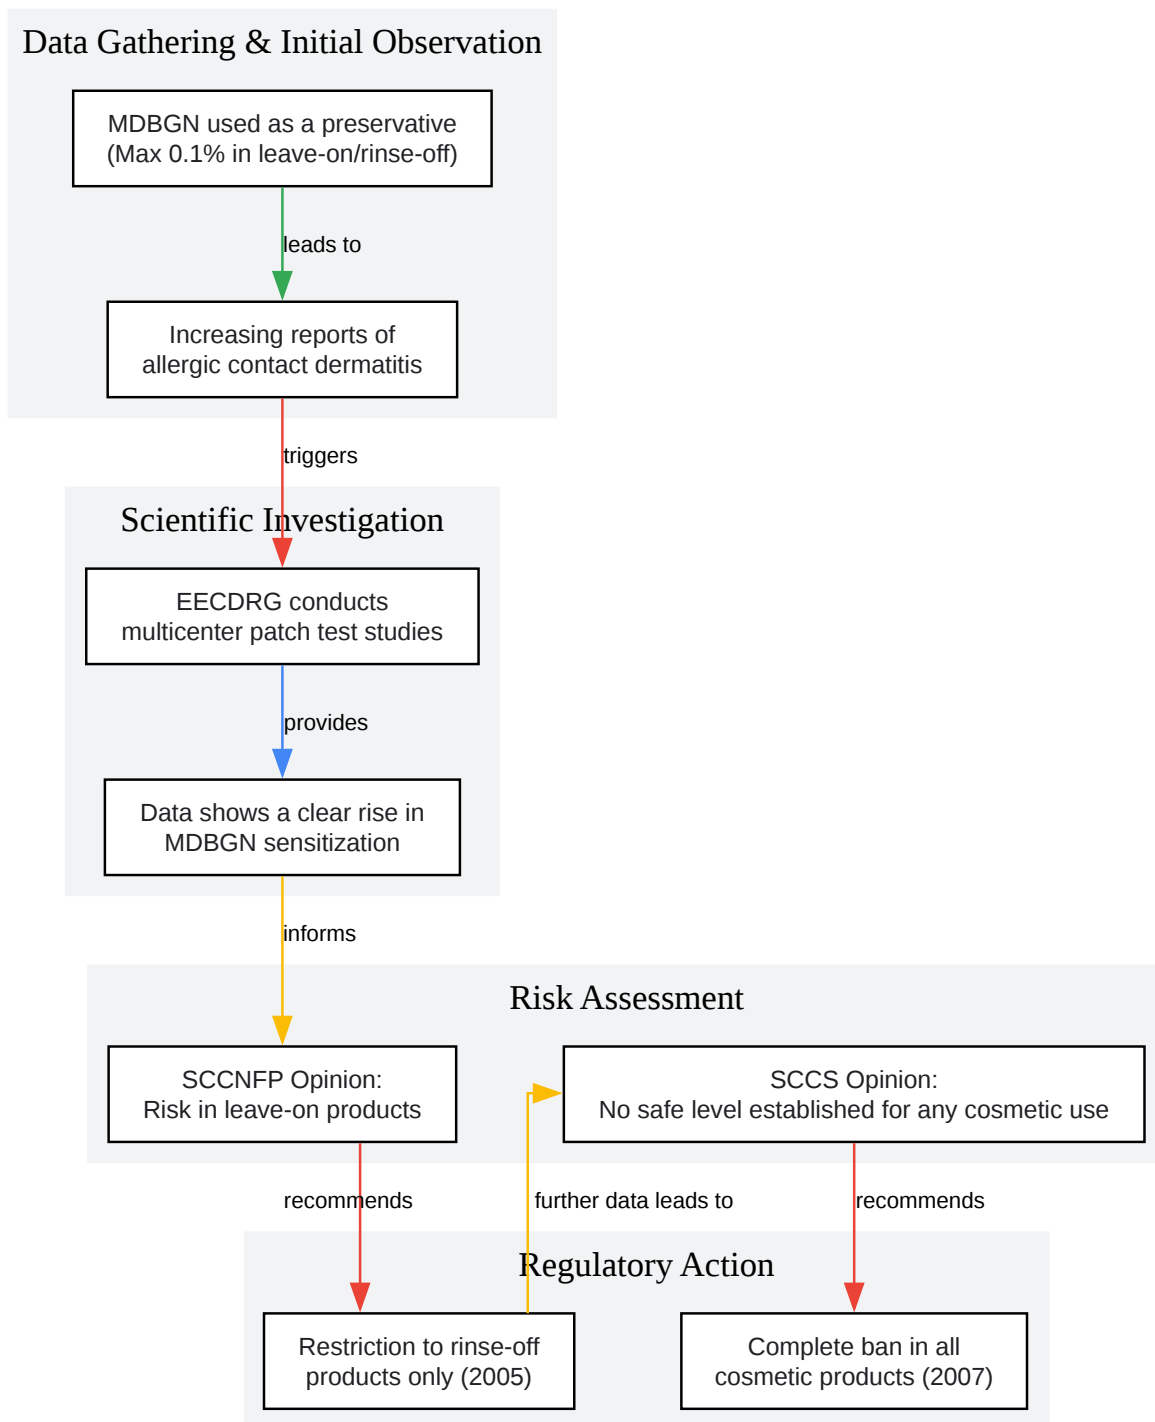 Data Gathering & Initial Observation
MDBGN used as a preservative
(Max 0.1% in leave-on/rinse-off)
leads to
Increasing reports of
allergic contact dermatitis
triggers
Scientific Investigation
EECDRG conducts
multicenter patch test studies
provides
Data shows a clear rise in
MDBGN sensitization
informs
Risk Assessment
SCCNFP Opinion:
Risk in leave-on products
SCCS Opinion:
No safe level established for any cosmetic use
recommends
further data leads to
recommends
Regulatory Action
Restriction to rinse-off
products only (2005)
Complete ban in all
cosmetic products (2007)